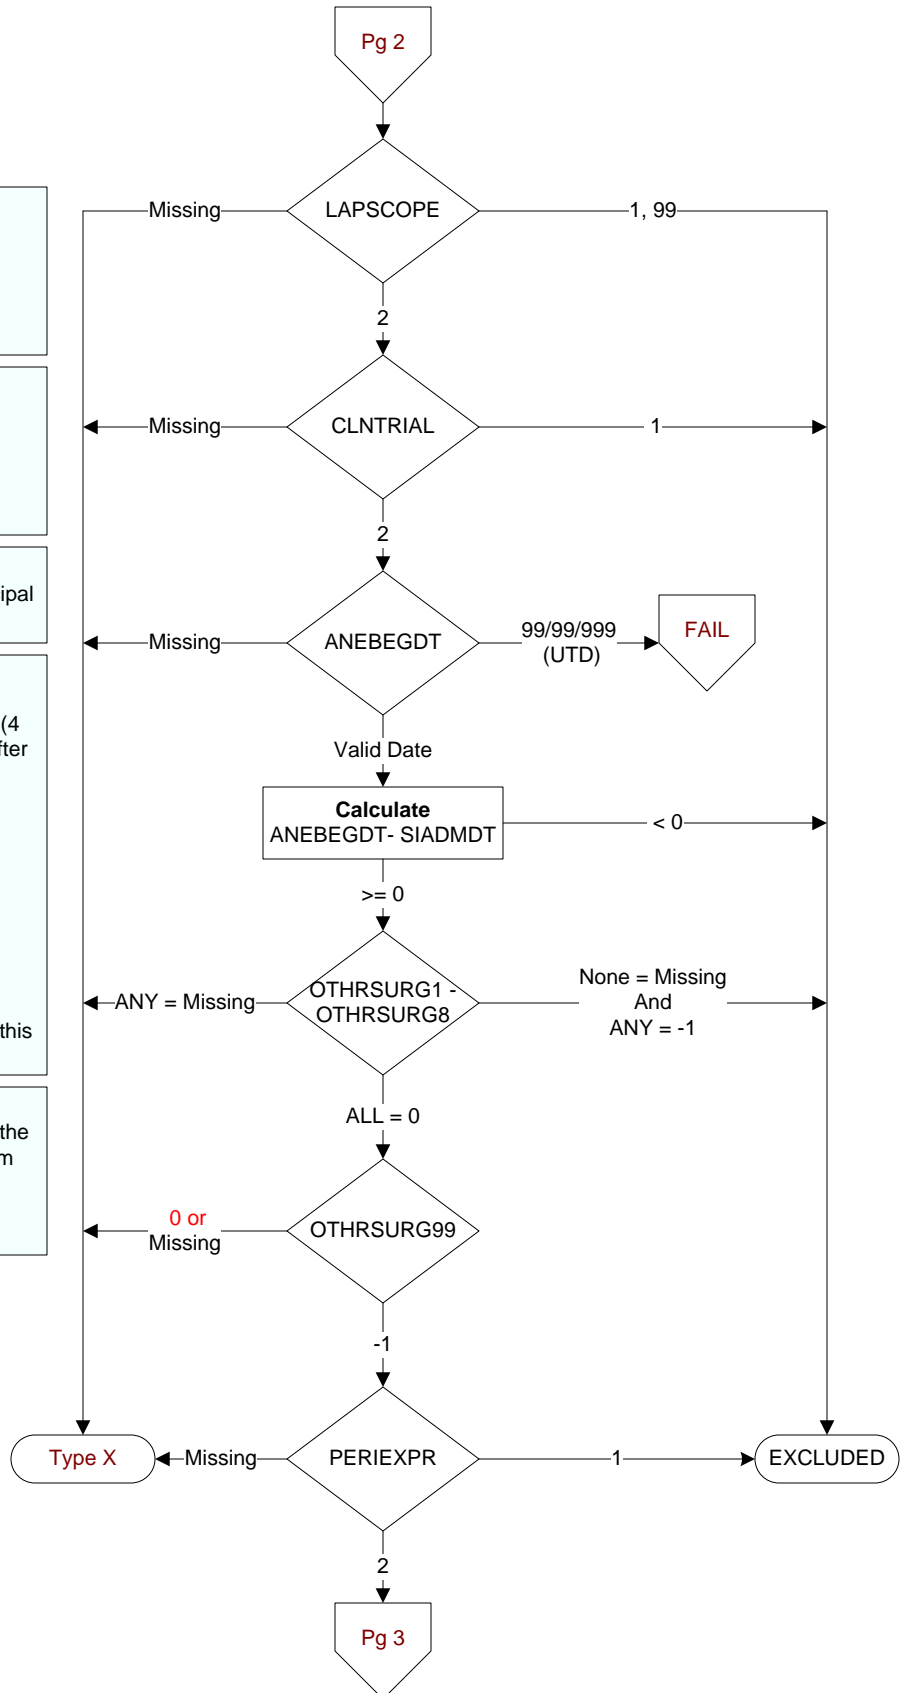 Pg 2
Missing
LAPSCOPE
1, 99
2
Missing
CLNTRIAL
1
2
cipal
Missing
ANEBEGDT
99/99/999
(UTD)
FAIL
(4
fter
Valid Date
Calculate
ANEBEGDT- SIADMDT
< 0
>= 0
ANY = Missing
OTHRSURG1 -
OTHRSURG8
None = Missing
And
ANY = -1
this
ALL = 0
the
m
0 or
Missing
OTHRSURG99
-1
Type X
Missing
PERIEXPR
1
EXCLUDED
2
Pg 3